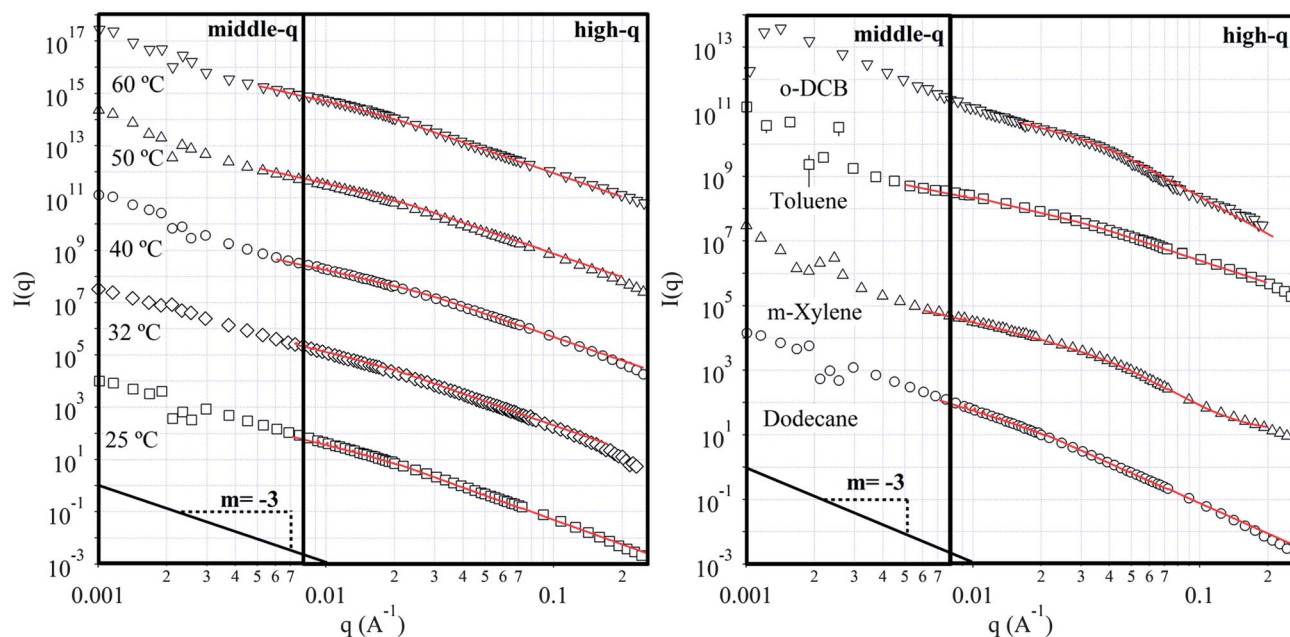 middle-q high-q
10^17
60 ºC
10^15
50 ºC
10^13
10^11
40 ºC
10^9
10^7
32 ºC
10^5
10^3
25 ºC
10^1
m= -3
10^-1
10^-3
I(q)
2 3 4 5 6 7 2 3 4 5 6 7 2
0.001 0.01 0.1
q (A^-1)
middle-q high-q
10^13
o-DCB
10^11
10^9
Toluene
10^7
10^5
m-Xylene
10^3
Dodecane
10^1
m= -3
10^-1
10^-3
I(q)
2 3 4 5 6 7 2 3 4 5 6 7 2
0.001 0.01 0.1
q (A^-1)